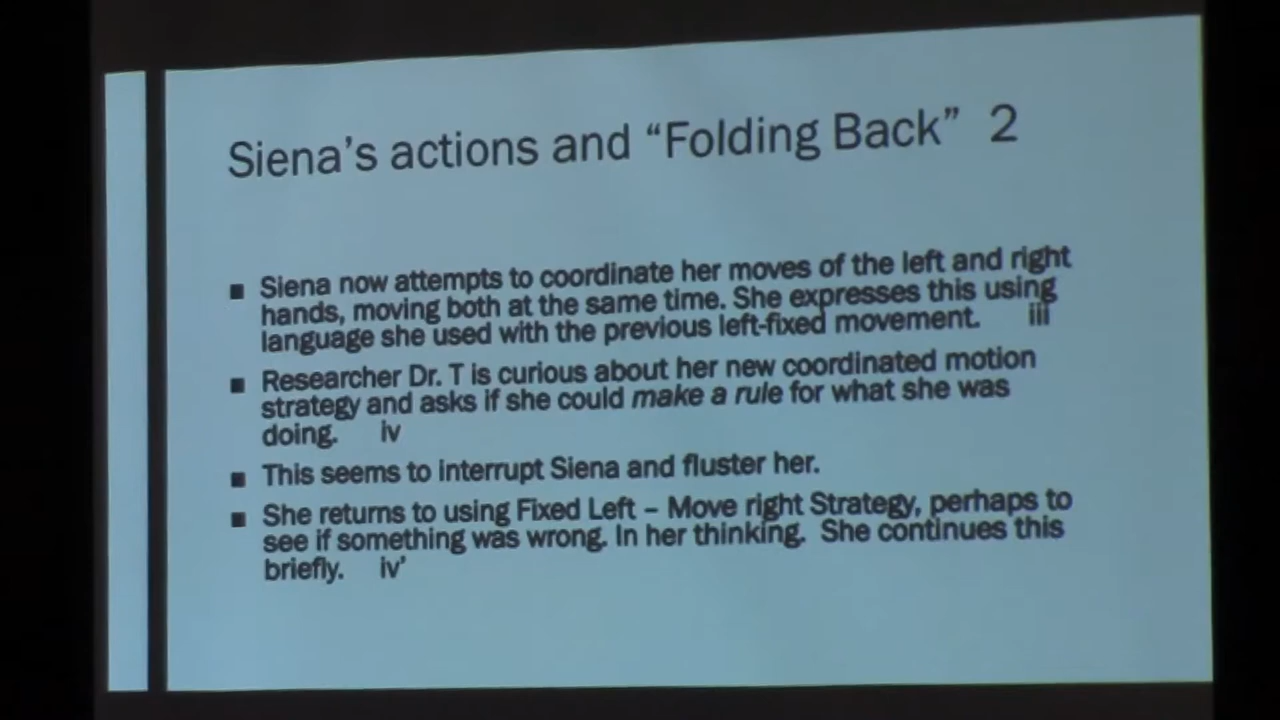 Siena's actions and “Folding Back” 2
■ Siena now attempts to coordinate her moves of the left and right
hands, moving both at the same time. She expresses this using
language she used with the previous left-fixed movement. iii
■ Researcher Dr. T is curious about her new coordinated motion
strategy and asks if she could make a rule for what she was
doing. iv
■ This seems to interrupt Siena and fluster her.
■ She returns to using Fixed Left – Move right Strategy, perhaps to
see if something was wrong. In her thinking. She continues this
briefly. iv'